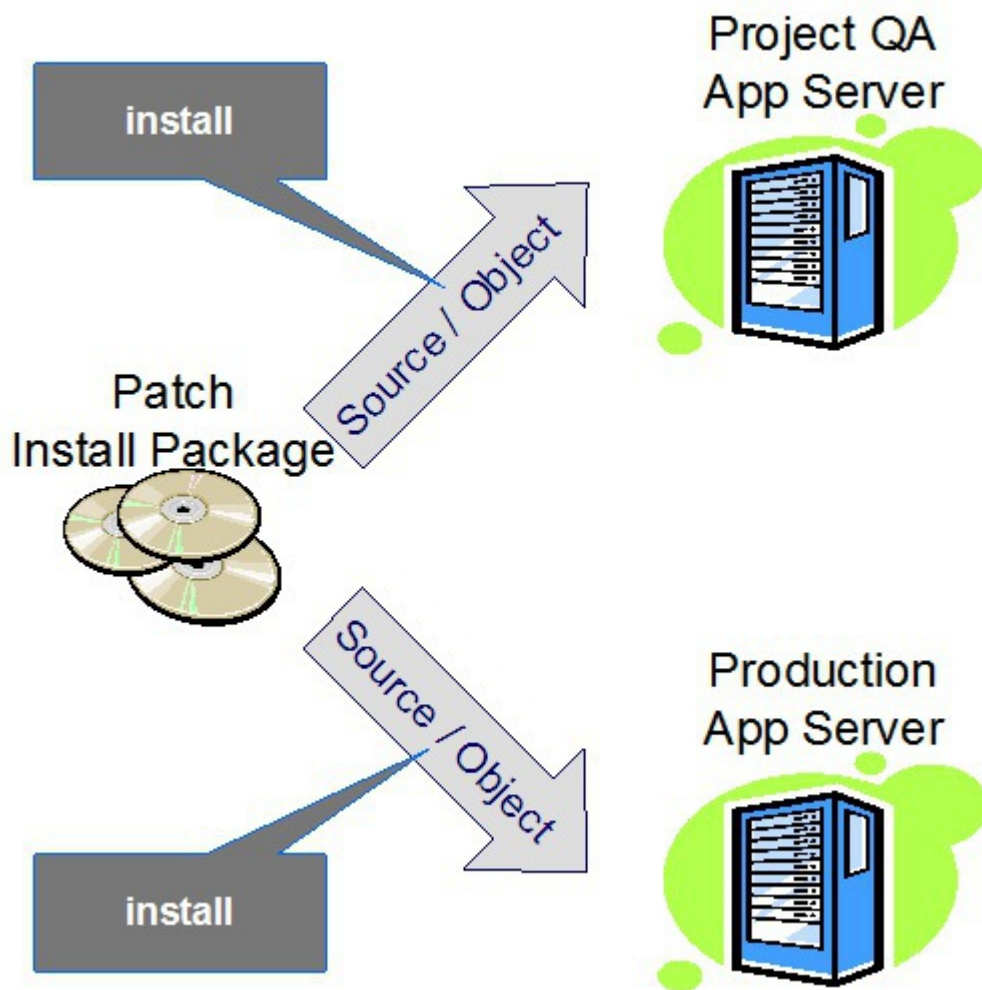 Project QA
App Server
install
Source / Object
Patch
Install Package
Source / Object
Production
App Server
install